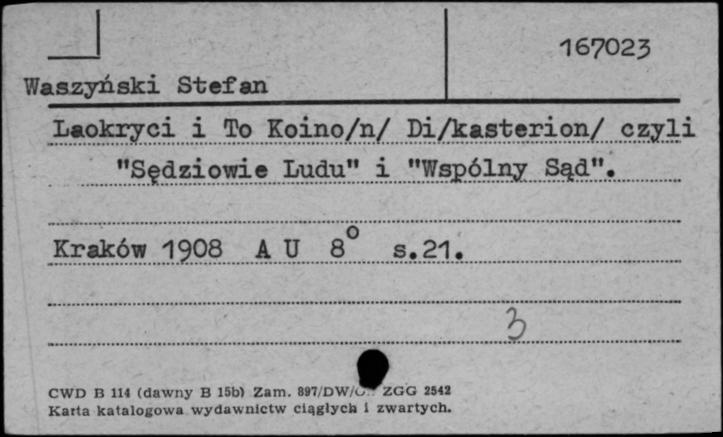 167023
Waszyński Stefan
Laokryci i To Koino/n/ Di/kasterion/ czyli
"Sędziowie Ludu" i "Wspólny Sąd".
Kraków 1908 A U 8° s.21.
3
CWD B 114 (dawny B 15b) Zam. 897/DW/ ZGG 2542
Karta katalogowa wydawnictw ciągłych i zwartych.